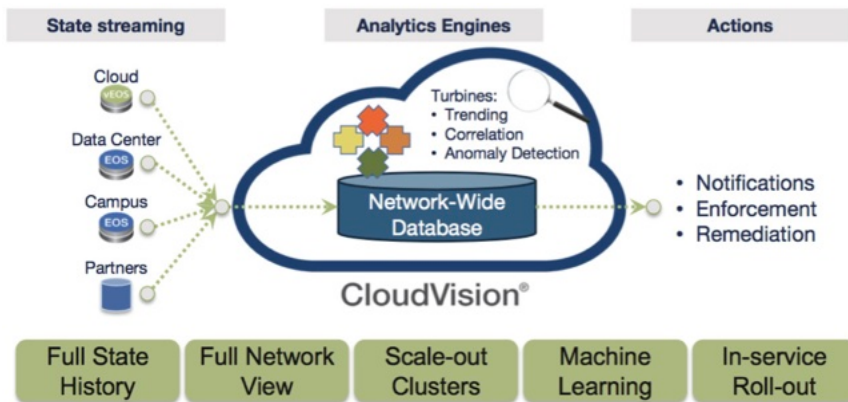 State streaming
Analytics Engines
Actions
Cloud
vEOS
Data Center
EOS
Campus
EOS
Partners
Turbines:
• Trending
• Correlation
• Anomaly Detection
Network-Wide
Database
CloudVision®
• Notifications
• Enforcement
• Remediation
Full State
History
Full Network
View
Scale-out
Clusters
Machine
Learning
In-service
Roll-out